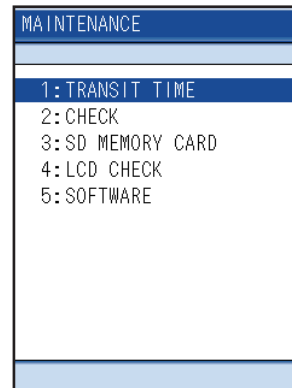 MAINTENANCE
1:TRANSIT TIME
2:CHECK
3:SD MEMORY CARD
4:LCD CHECK
5:SOFTWARE